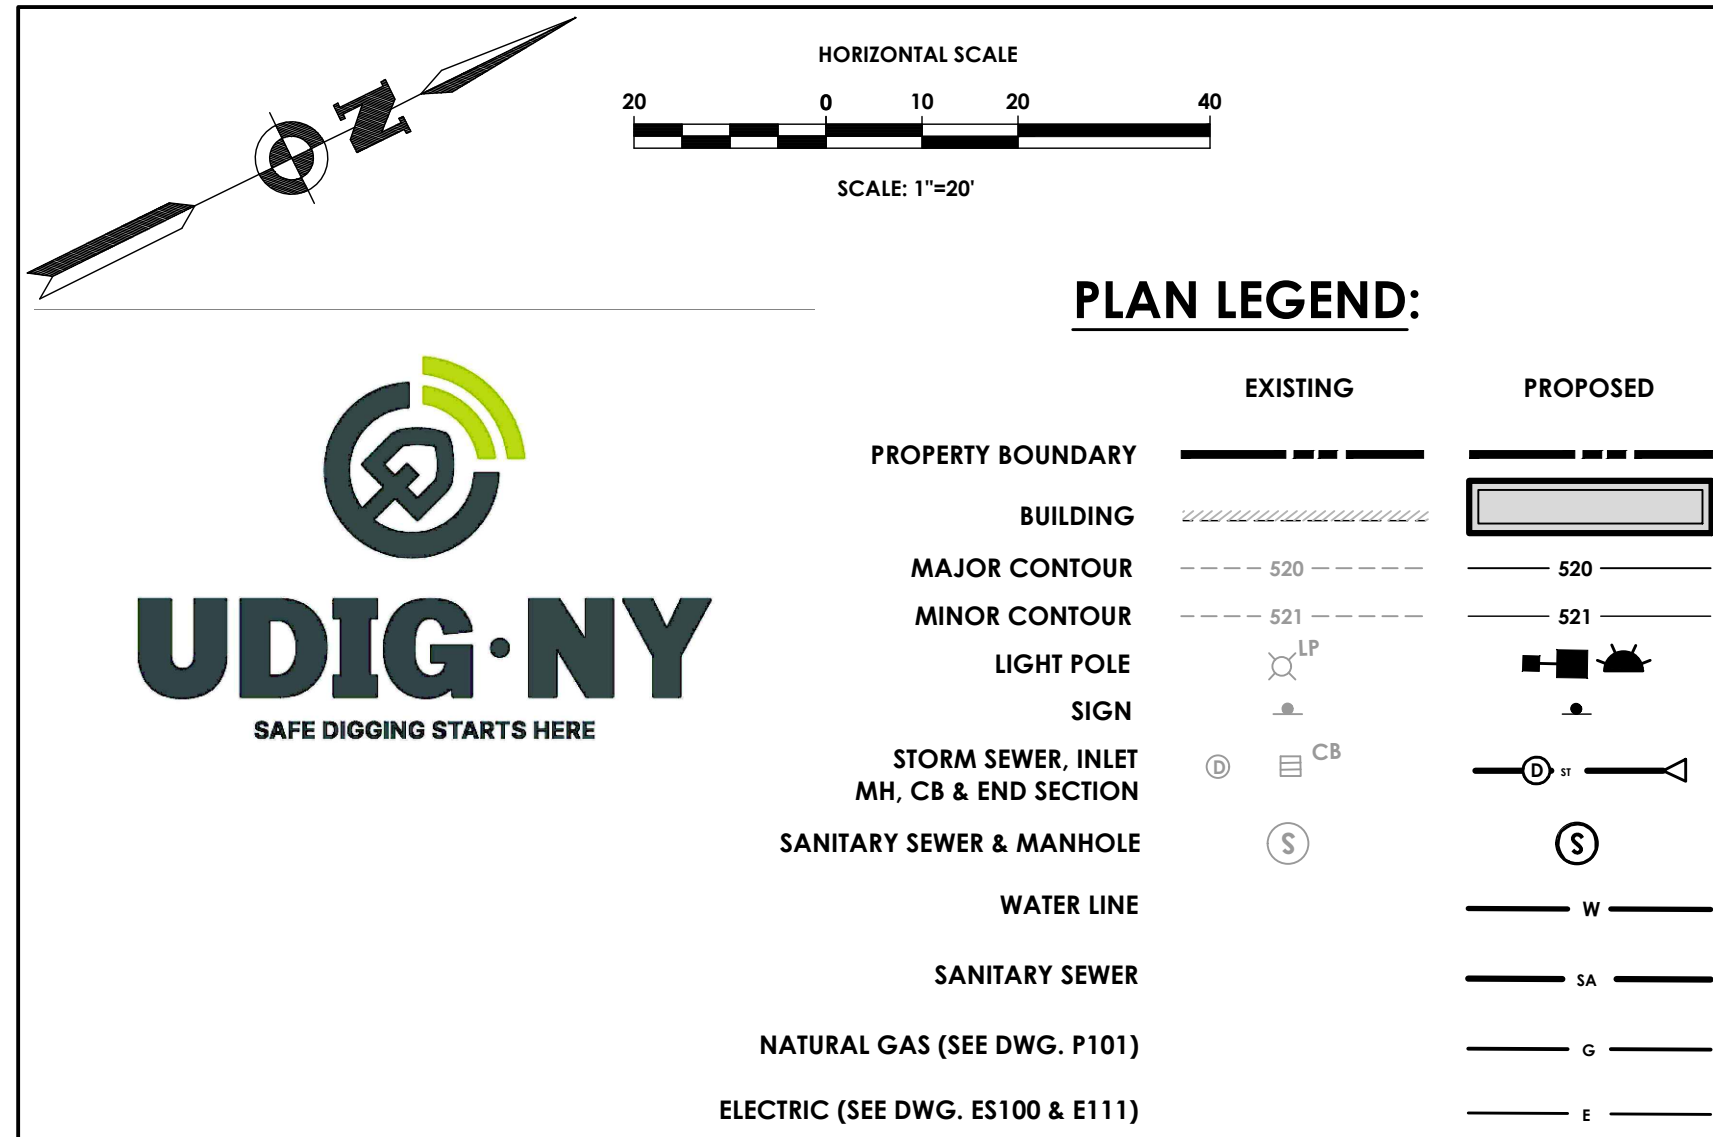 N
HORIZONTAL SCALE
20 0 10 20 40
SCALE: 1"=20'
PLAN LEGEND:
EXISTING PROPOSED
PROPERTY BOUNDARY
BUILDING
MAJOR CONTOUR 520 520
MINOR CONTOUR 521 521
LIGHT POLE LP
SIGN
STORM SEWER, INLET
MH, CB & END SECTION D CB D ST
SANITARY SEWER & MANHOLE S S
WATER LINE W
SANITARY SEWER SA
NATURAL GAS (SEE DWG. P101) G
ELECTRIC (SEE DWG. ES100 & E111) E
UDIG·NY
SAFE DIGGING STARTS HERE